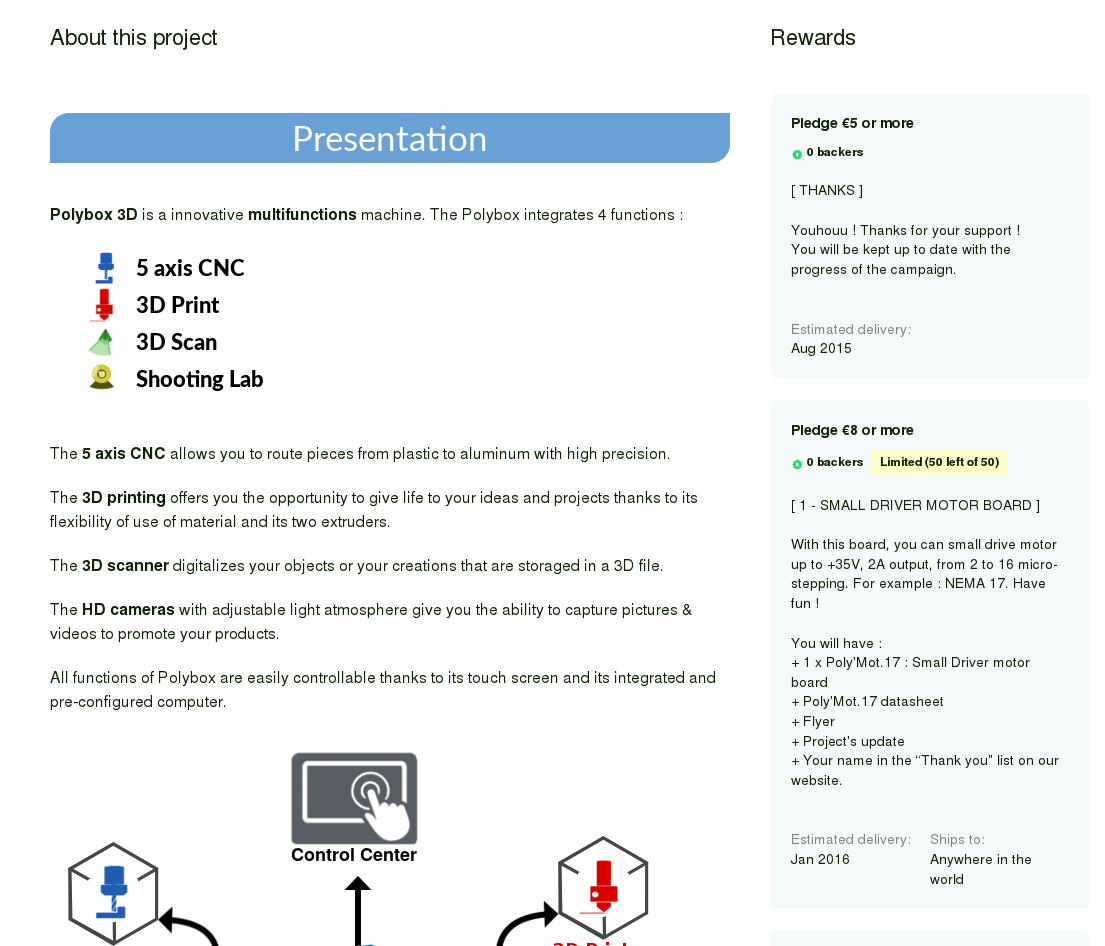 About this project
Presentation
Polybox 3D is a innovative multifunctions machine. The Polybox integrates 4 functions :
5 axis CNC
3D Print
3D Scan
Shooting Lab
The 5 axis CNC allows you to route pieces from plastic to aluminum with high precision.
The 3D printing offers you the opportunity to give life to your ideas and projects thanks to its
flexibility of use of material and its two extruders.
The 3D scanner digitalizes your objects or your creations that are storaged in a 3D file.
The HD cameras with adjustable light atmosphere give you the ability to capture pictures &
videos to promote your products.
All functions of Polybox are easily controllable thanks to its touch screen and its integrated and
pre-configured computer.
Control Center
3D Print
Rewards
Pledge €5 or more
0 backers
[ THANKS ]
Youhouu ! Thanks for your support !
You will be kept up to date with the
progress of the campaign.
Estimated delivery:
Aug 2015
Pledge €8 or more
0 backers Limited (50 left of 50)
[ 1 - SMALL DRIVER MOTOR BOARD ]
With this board, you can small drive motor
up to +35V, 2A output, from 2 to 16 micro-
stepping. For example : NEMA 17. Have
fun !
You will have :
+ 1 x Poly'Mot.17 : Small Driver motor
board
+ Poly'Mot.17 datasheet
+ Flyer
+ Project's update
+ Your name in the “Thank you” list on our
website.
Estimated delivery: Ships to:
Jan 2016 Anywhere in the
world